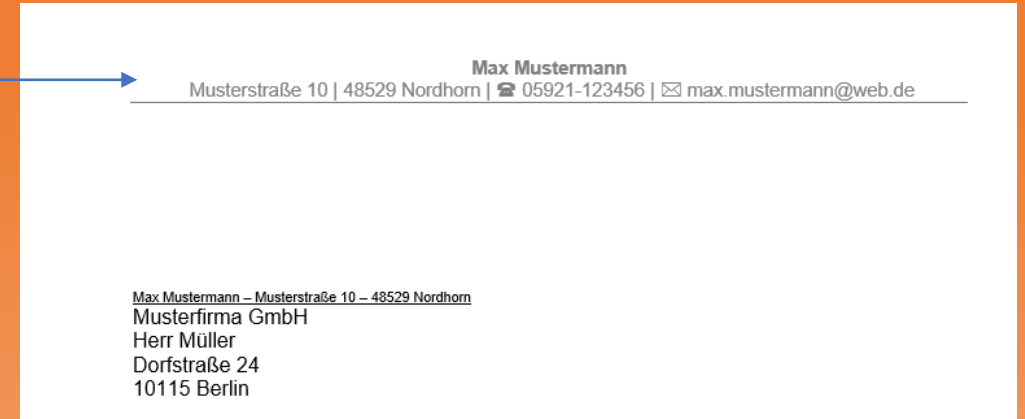 Max Mustermann
Musterstraße 10 | 48529 Nordhorn | ☎ 05921-123456 | ✉ max.mustermann@web.de
Max Mustermann – Musterstraße 10 – 48529 Nordhorn
Musterfirma GmbH
Herr Müller
Dorfstraße 24
10115 Berlin